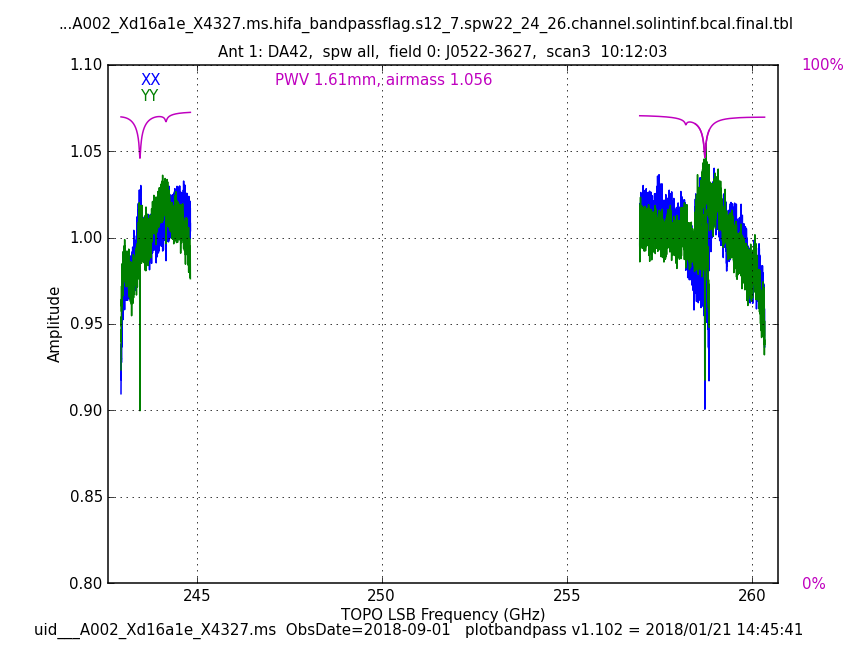 ...A002_Xd16a1e_X4327.ms.hifa_bandpassflag.s12_7.spw22_24_26.channel.solintinf.bcal.final.tbl
Ant 1: DA42, spw all, field 0: J0522-3627, scan3 10:12:03
1.10
100%
XX
PWV 1.61mm, airmass 1.056
YY
1.05
1.00
Amplitude
0.95
0.90
0.85
0.80
0%
245
250
255
260
TOPO LSB Frequency (GHz)
uid___A002_Xd16a1e_X4327.ms ObsDate=2018-09-01 plotbandpass v1.102 = 2018/01/21 14:45:41